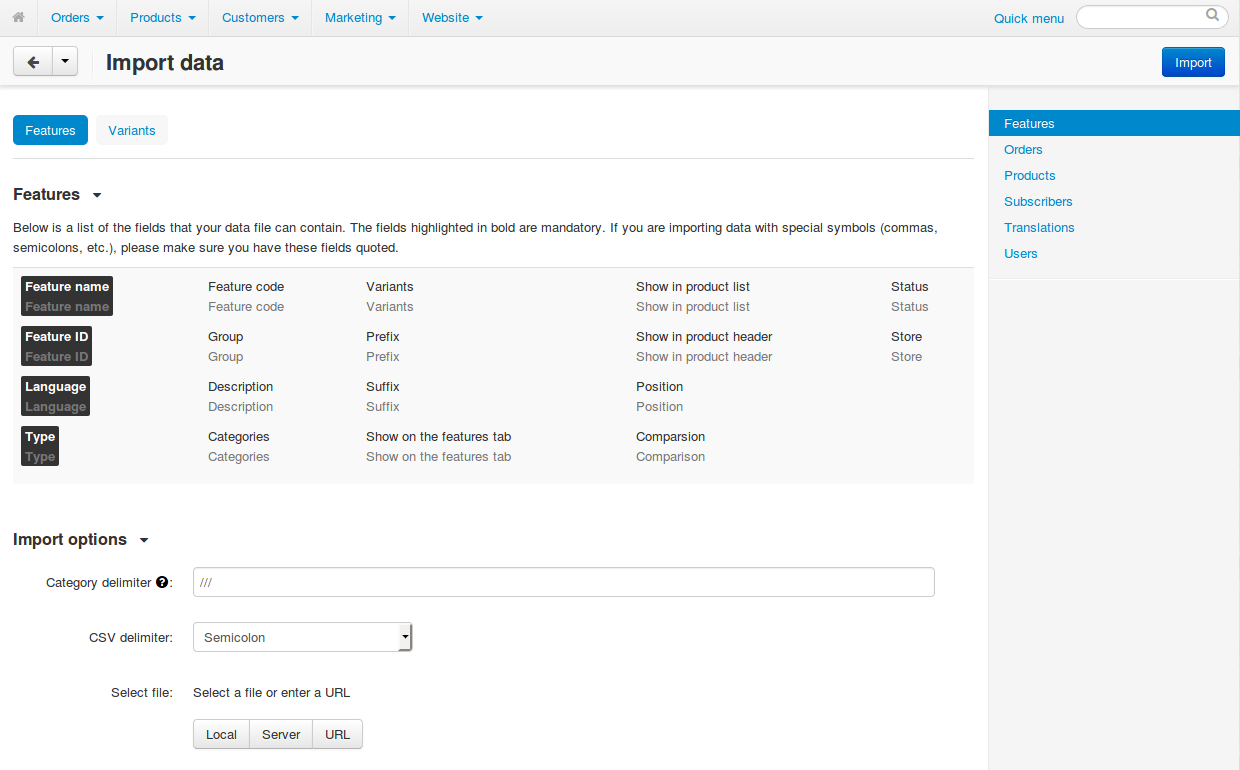 Orders Products Customers Marketing Website Quick menu
Import data Import
Features Variants
Features
Below is a list of the fields that your data file can contain. The fields highlighted in bold are mandatory. If you are importing data with special symbols (commas,
semicolons, etc.), please make sure you have these fields quoted.
Feature name Feature code Variants Show in product list Status
Feature name Feature code Variants Show in product list Status
Feature ID Group Prefix Show in product header Store
Feature ID Group Prefix Show in product header Store
Language Description Suffix Position
Language Description Suffix Position
Type Categories Show on the features tab Comparsion
Type Categories Show on the features tab Comparison
Import options
Category delimiter ?: ///
CSV delimiter: Semicolon
Select file: Select a file or enter a URL
Local Server URL
Features
Orders
Products
Subscribers
Translations
Users